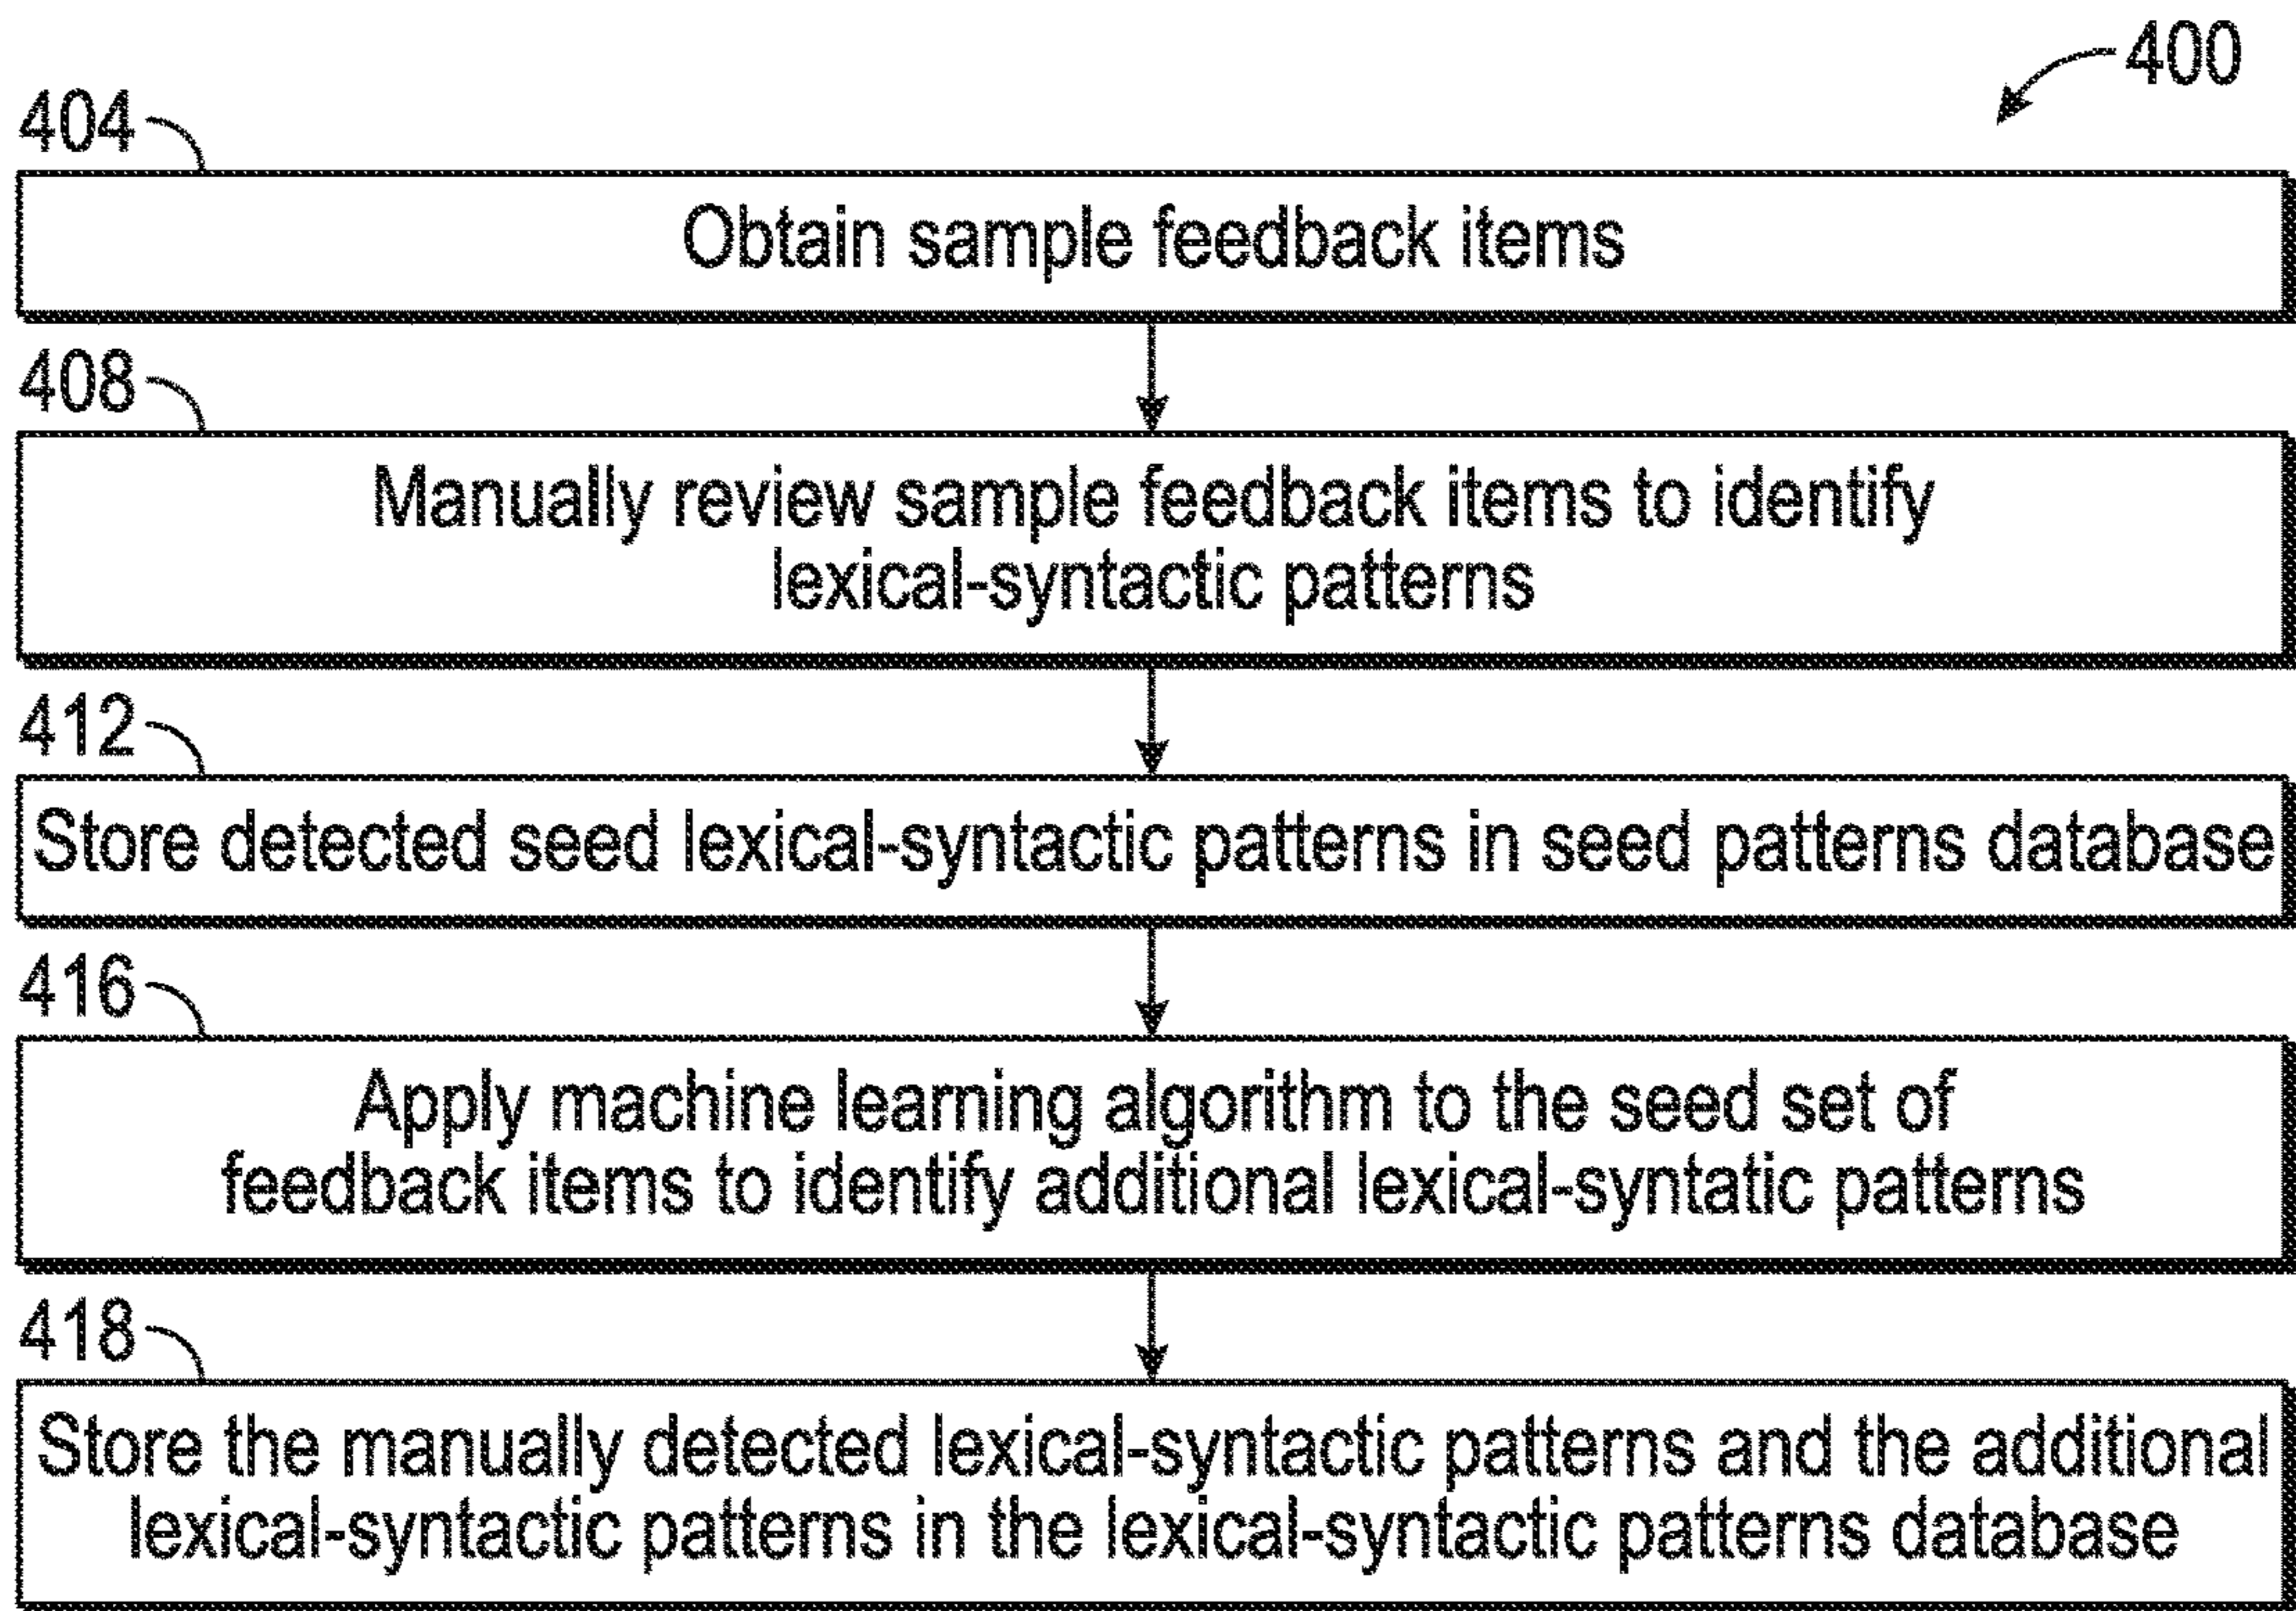 400
404
Obtain sample feedback items
408
Manually review sample feedback items to identify
lexical-syntactic patterns
412
Store detected seed lexical-syntactic patterns in seed patterns database
416
Apply machine learning algorithm to the seed set of
feedback items to identify additional lexical-syntatic patterns
418
Store the manually detected lexical-syntactic patterns and the additional
lexical-syntactic patterns in the lexical-syntactic patterns database